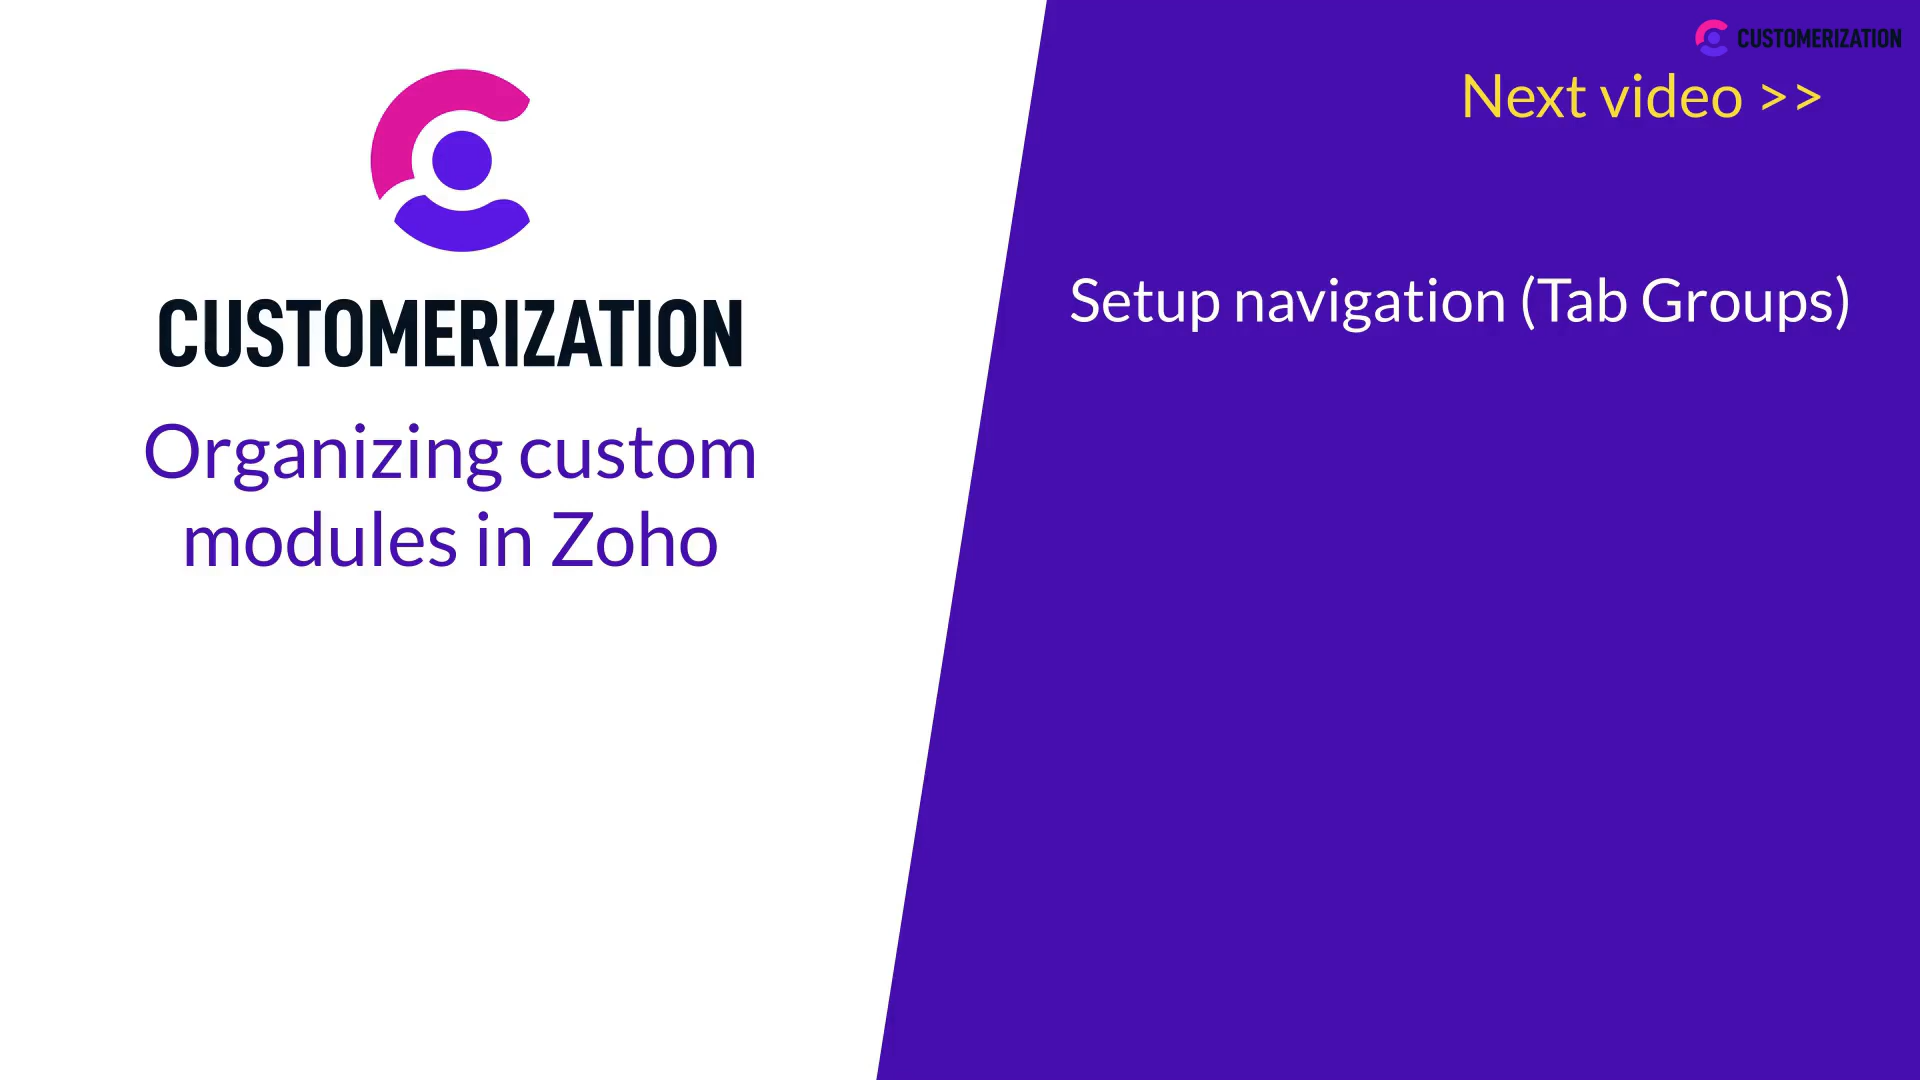 CUSTOMERIZATION
Organizing custom
modules in Zoho
CUSTOMERIZATION
Next video >>
Setup navigation (Tab Groups)